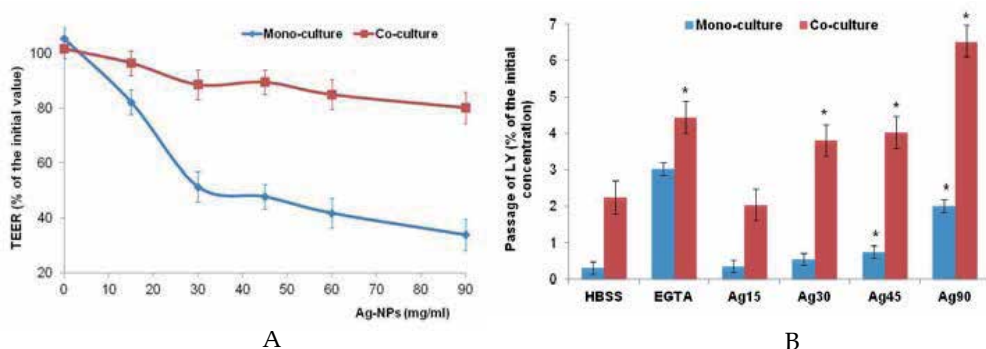 Mono-culture Co-culture
TEER (% of the initial value)
100
80
60
40
20
0 10 20 30 40 50 60 70 80 90
Ag-NPs (mg/ml)
A
Mono-culture Co-culture
Passage of LY (% of the initial
concentration)
7
6
5
4
3
2
1
0
* * * * * *
HBSS EGTA Ag15 Ag30 Ag45 Ag90
B